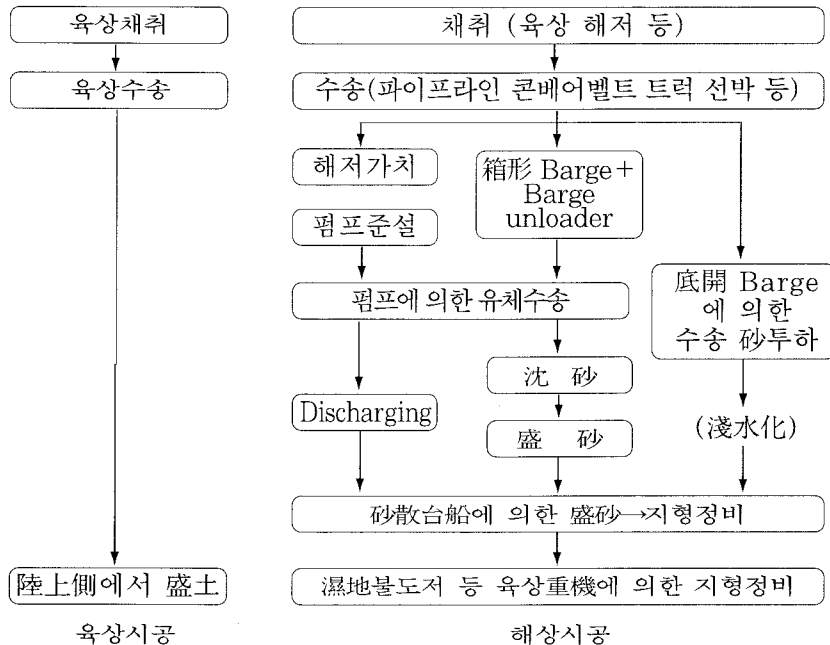 육상채취
육상수송
陸上側에서 盛土
육상시공
채취 (육상 해저 등)
수송(파이프라인 콘베어벨트 트럭 선박 등)
해저가치
펌프준설
箱形 Barge+
Barge
unloader
펌프에 의한 유체수송
底開 Barge
에 의한
수송 砂투하
Discharging
沈 砂
盛 砂
(淺水化)
砂散台船에 의한 盛砂→지형정비
濕地불도저 등 육상重機에 의한 지형정비
해상시공